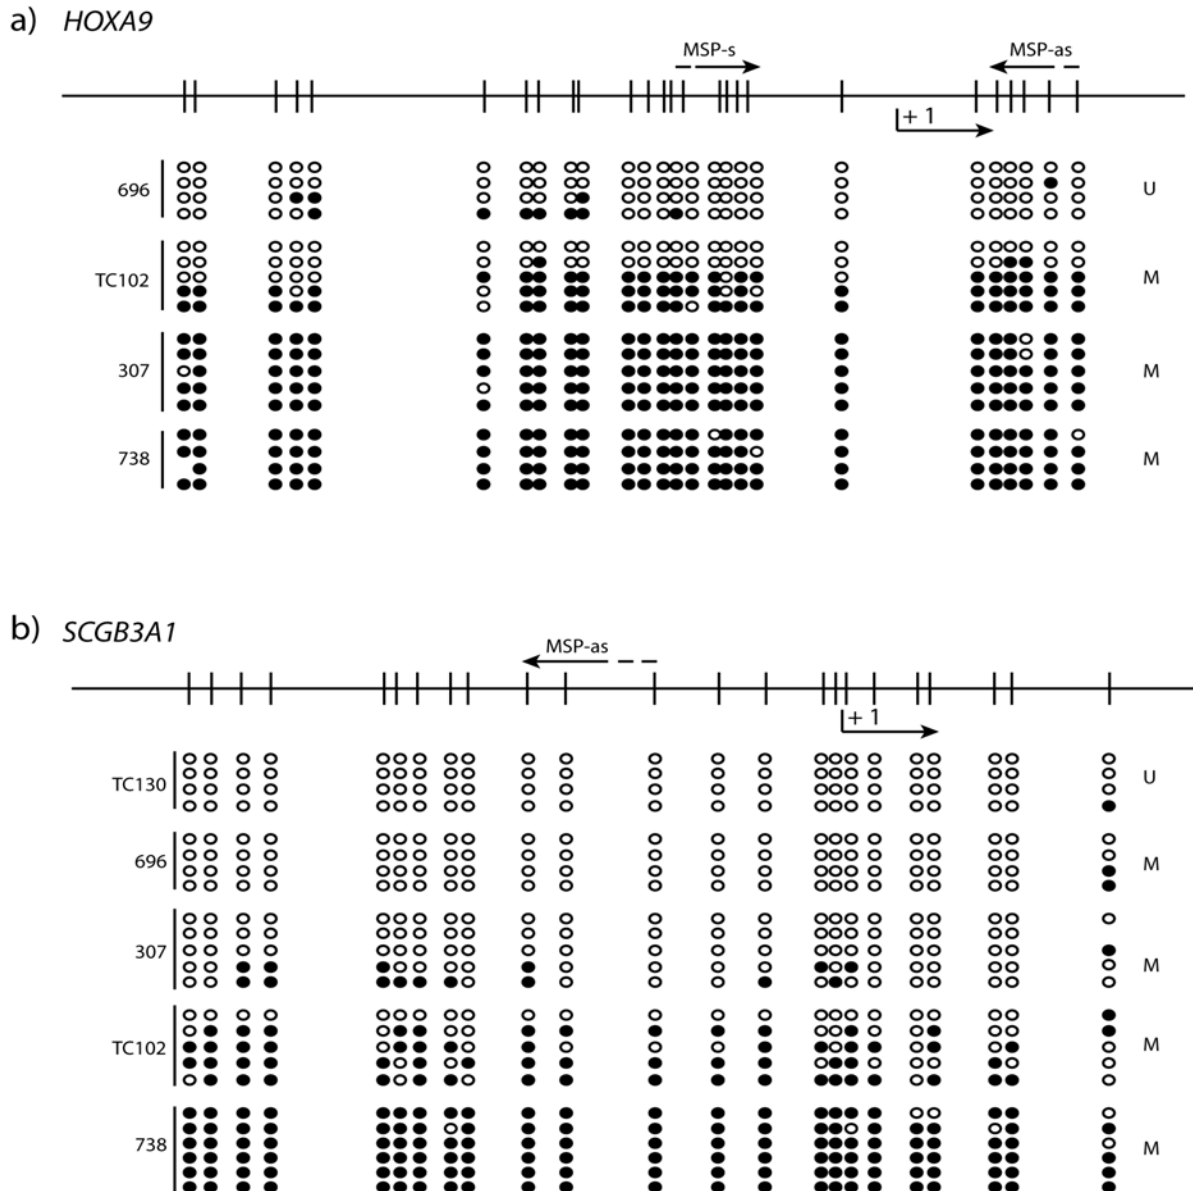 a) HOXA9
MSP-s
MSP-as
+ 1
696
U
TC102
M
307
M
738
M
b) SCGB3A1
MSP-as
+ 1
TC130
U
696
M
307
M
TC102
M
738
M